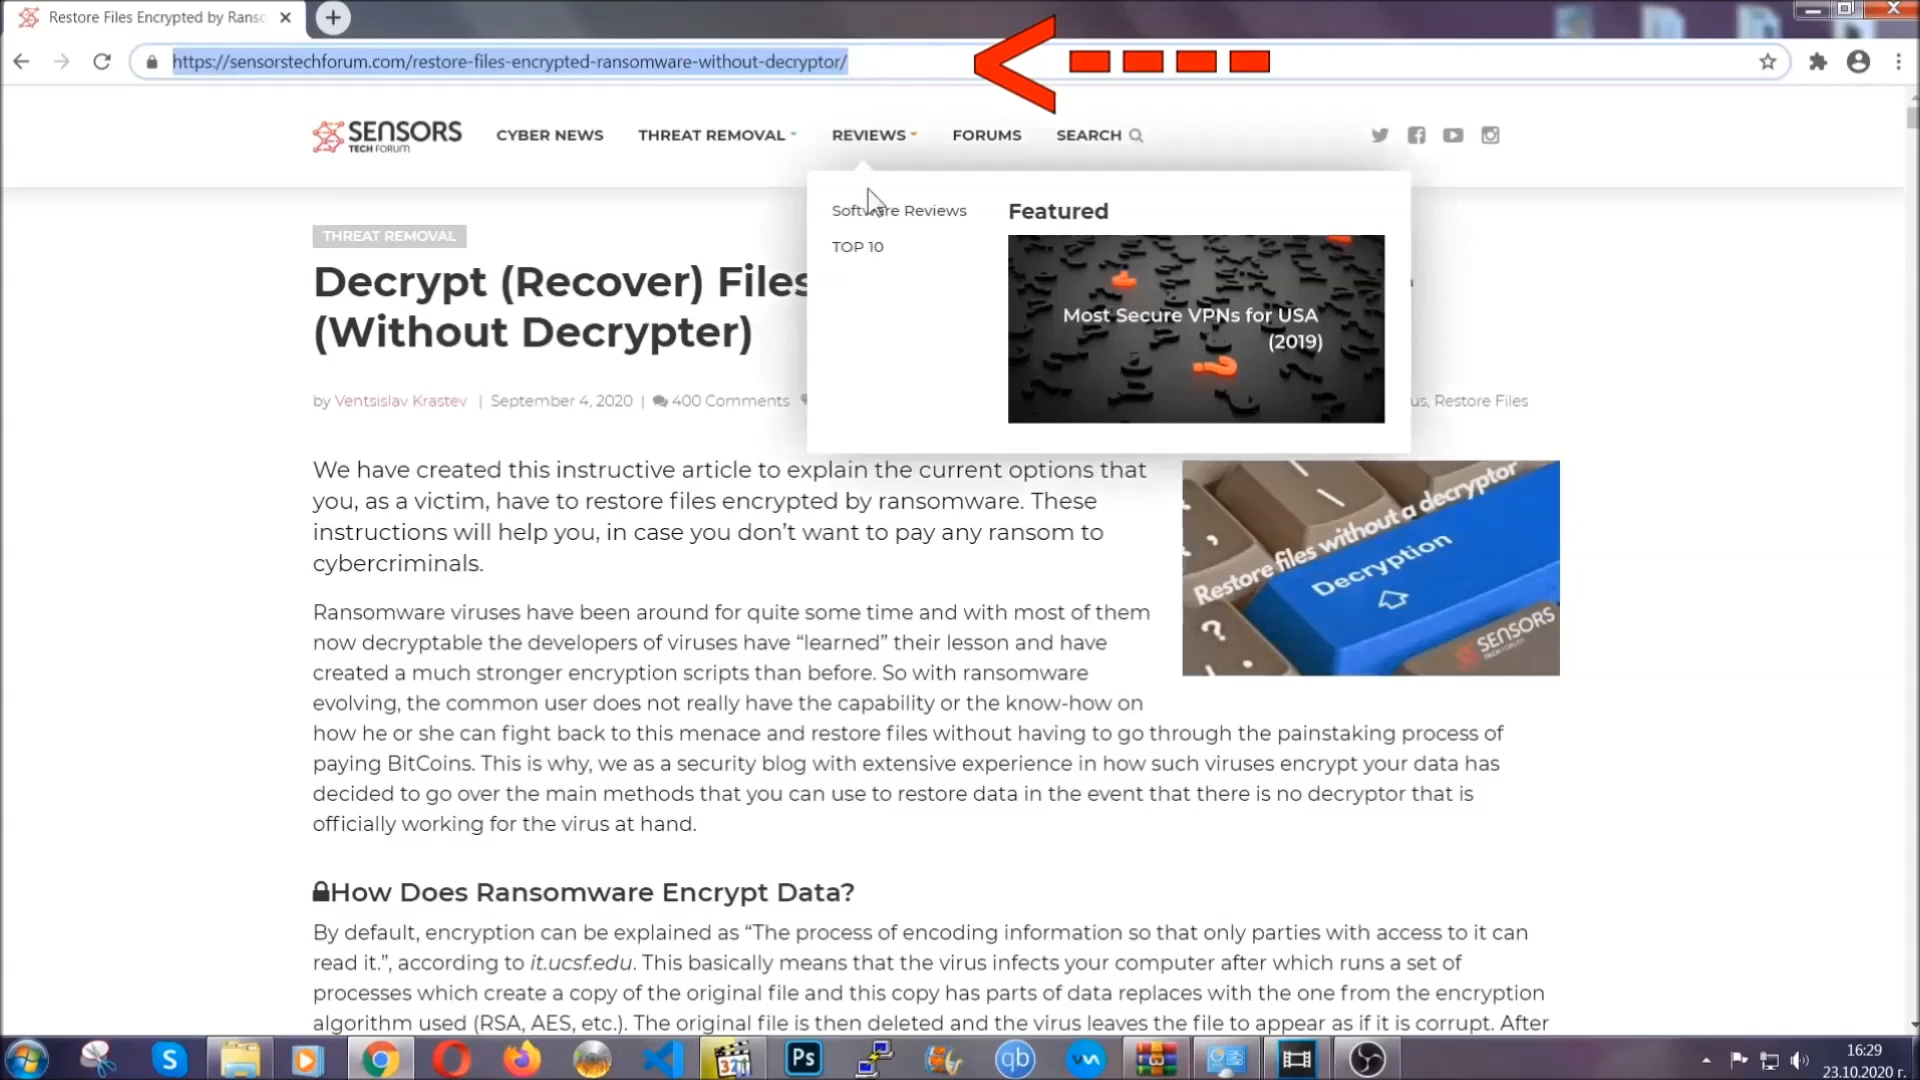 Restore Files Encrypted by Ranso
https://sensorstechforum.com/restore-files-encrypted-ransomware-without-decryptor/
SENSORS
TECH FORUM
CYBER NEWS
THREAT REMOVAL
REVIEWS
FORUMS
SEARCH
Software Reviews
TOP 10
Featured
Most Secure VPNs for USA
(2019)
THREAT REMOVAL
Decrypt (Recover) Files
(Without Decrypter)
by Ventsislav Krastev | September 4, 2020 | 400 Comments
us, Restore Files
We have created this instructive article to explain the current options that
you, as a victim, have to restore files encrypted by ransomware. These
instructions will help you, in case you don’t want to pay any ransom to
cybercriminals.
Restore files without a decryptor
Decryption
SENSORS
TECH FORUM
Ransomware viruses have been around for quite some time and with most of them
now decryptable the developers of viruses have “learned” their lesson and have
created a much stronger encryption scripts than before. So with ransomware
evolving, the common user does not really have the capability or the know-how on
how he or she can fight back to this menace and restore files without having to go through the painstaking process of
paying BitCoins. This is why, we as a security blog with extensive experience in how such viruses encrypt your data has
decided to go over the main methods that you can use to restore data in the event that there is no decryptor that is
officially working for the virus at hand.
How Does Ransomware Encrypt Data?
By default, encryption can be explained as “The process of encoding information so that only parties with access to it can
read it.”, according to it.ucsf.edu. This basically means that the virus infects your computer after which runs a set of
processes which create a copy of the original file and this copy has parts of data replaces with the one from the encryption
algorithm used (RSA, AES, etc.). The original file is then deleted and the virus leaves the file to appear as if it is corrupt. After
S
321
Ps
qb
16:29
23.10.2020 г.